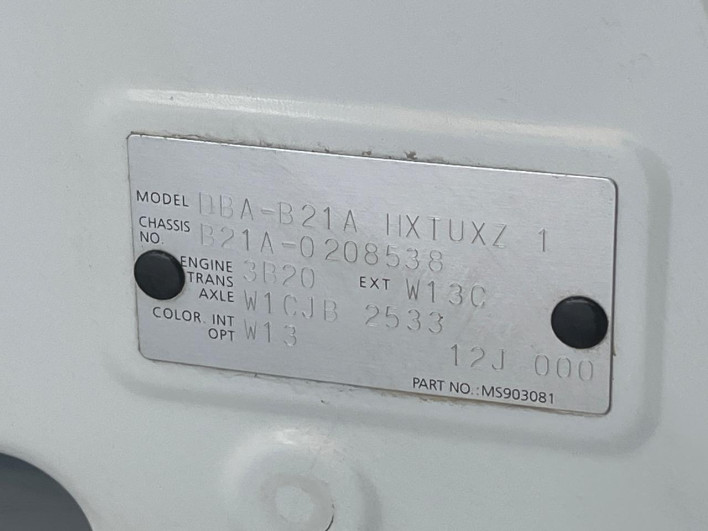 MODEL DBA-B21A HXTUXZ 1
CHASSIS NO. B21A-0208538
ENGINE 3B20 EXT W13C
TRANS AXLE W1CJB 2533
COLOR. INT OPT W13
12J 000
PART NO.:MS903081